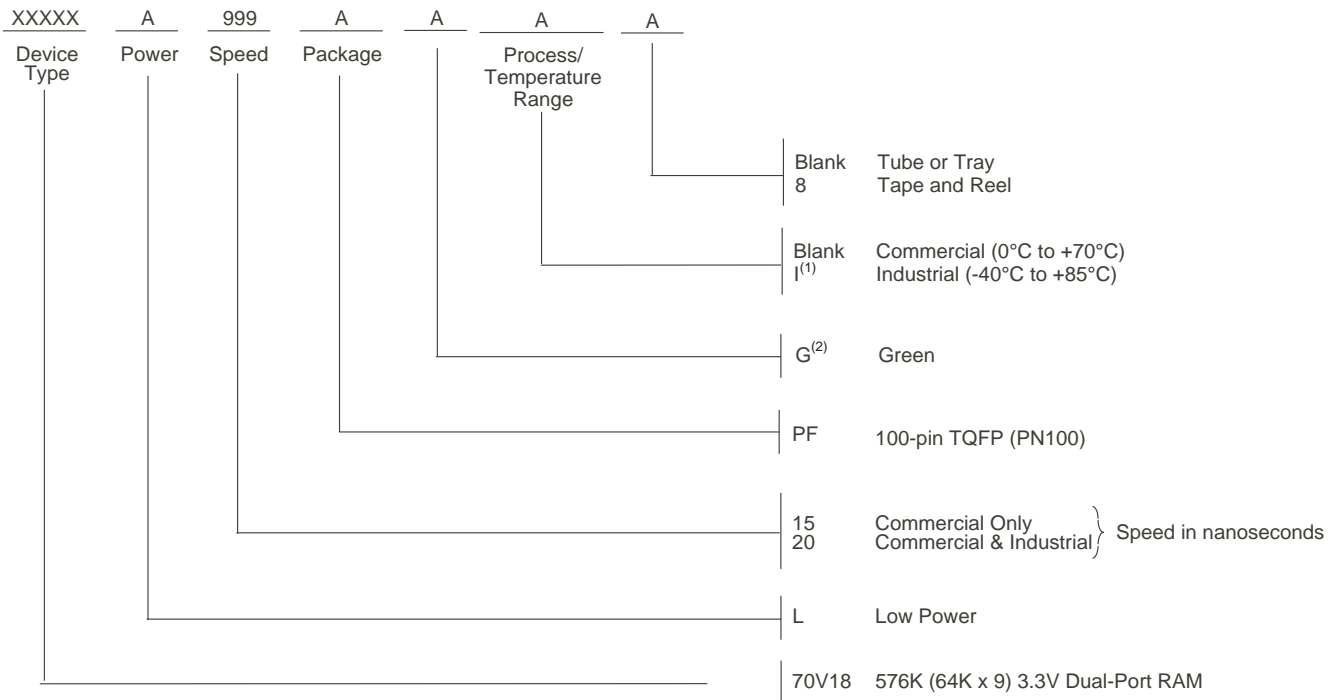 XXXXX A 999 A A A A
Device Type Power Speed Package Process/ Temperature Range
Blank Tube or Tray
8 Tape and Reel
Blank Commercial (0°C to +70°C)
I(1) Industrial (-40°C to +85°C)
G(2) Green
PF 100-pin TQFP (PN100)
15 Commercial Only
20 Commercial & Industrial
Speed in nanoseconds
L Low Power
70V18 576K (64K x 9) 3.3V Dual-Port RAM